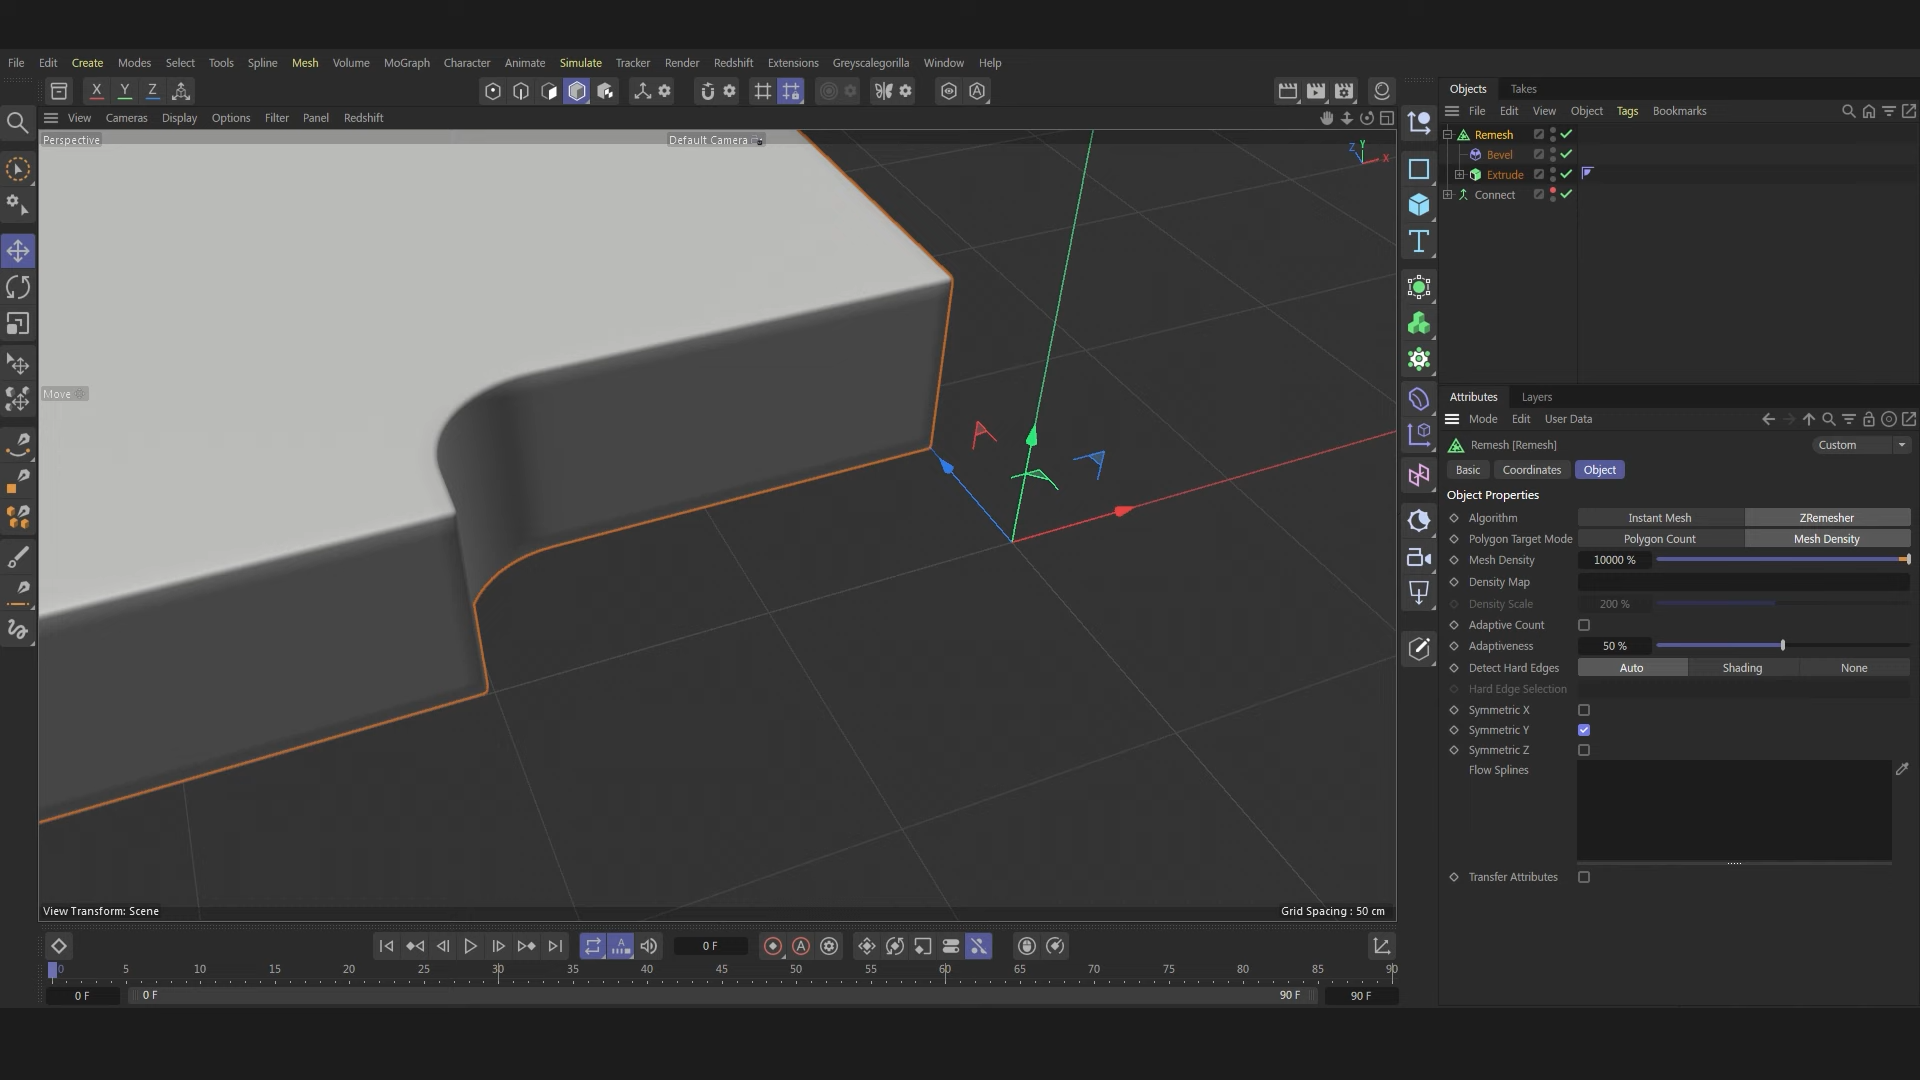 File Edit Create Modes Select Tools Spline Mesh Volume MoGraph Character Animate Simulate Tracker Render Redshift Extensions Greyscalegorilla Window Help
X Y Z
View Cameras Display Options Filter Panel Redshift
Perspective
Default Camera
Z Y X
Move
View Transform: Scene
Grid Spacing : 50 cm
Objects Takes
File Edit View Object Tags Bookmarks
Remesh
Bevel
Extrude
Connect
Attributes Layers
Mode Edit User Data
Remesh [Remesh]
Custom
Basic Coordinates Object
Object Properties
Algorithm Instant Mesh ZRemesher
Polygon Target Mode Polygon Count Mesh Density
Mesh Density 10000 %
Density Map
Density Scale 200 %
Adaptive Count
Adaptiveness 50 %
Detect Hard Edges Auto Shading None
Hard Edge Selection
Symmetric X
Symmetric Y
Symmetric Z
Flow Splines
Transfer Attributes
0 F
0 5 10 15 20 25 30 35 40 45 50 55 60 65 70 75 80 85 90
0 F 0 F 90 F 90 F